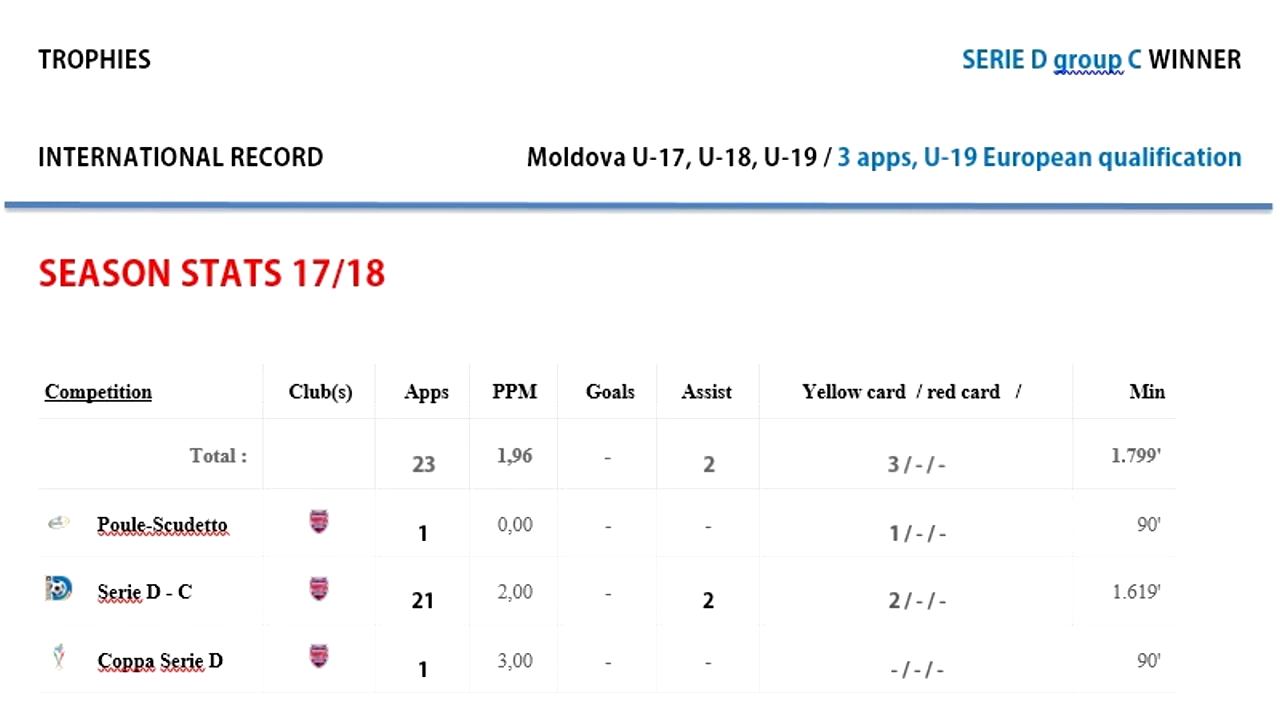 TROPHIES SERIE D group C WINNER
INTERNATIONAL RECORD Moldova U-17, U-18, U-19 / 3 apps, U-19 European qualification
SEASON STATS 17/18
Competition Club(s) Apps PPM Goals Assist Yellow card / red card / Min
Total : 23 1,96 - 2 3 / - / - 1.799'
Poule-Scudetto 1 0,00 - - 1 / - / - 90'
Serie D - C 21 2,00 - 2 2 / - / - 1.619'
Coppa Serie D 1 3,00 - - - / - / - 90'